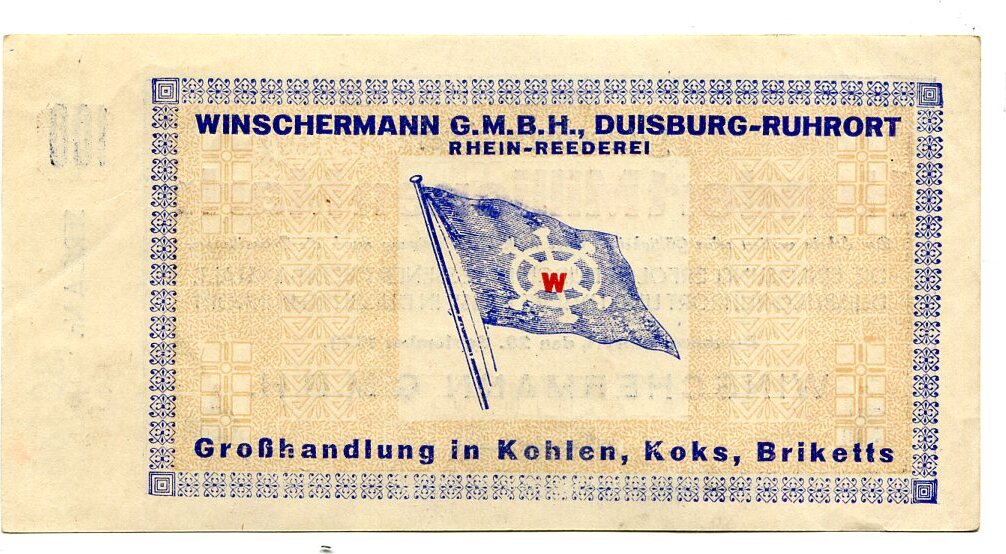 WINSCHERMANN G.M.B.H., DUISBURG-RUHRORT
RHEIN-REEDEREI
W
Großhandlung in Kohlen, Koks, Briketts